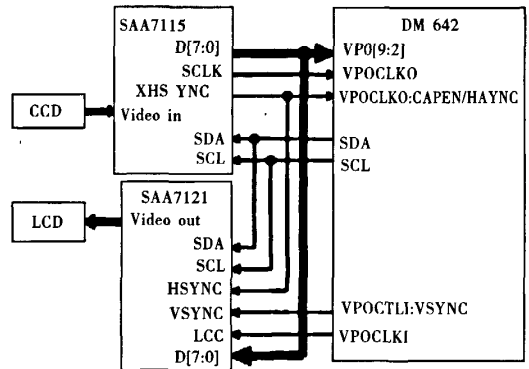 SAA7115
D[7:0]
SCLK
XHS YNC
Video in
SDA
SCL
CCD
DM 642
VP0[9:2]
VPOCLKO
VPOCLKO:CAPEN/HAYNC
SDA
SCL
VPOCTLI:VSYNC
VPOCLKI
SAA7121
Video out
SDA
SCL
HSYNC
VSYNC
LCC
D[7:0]
LCD